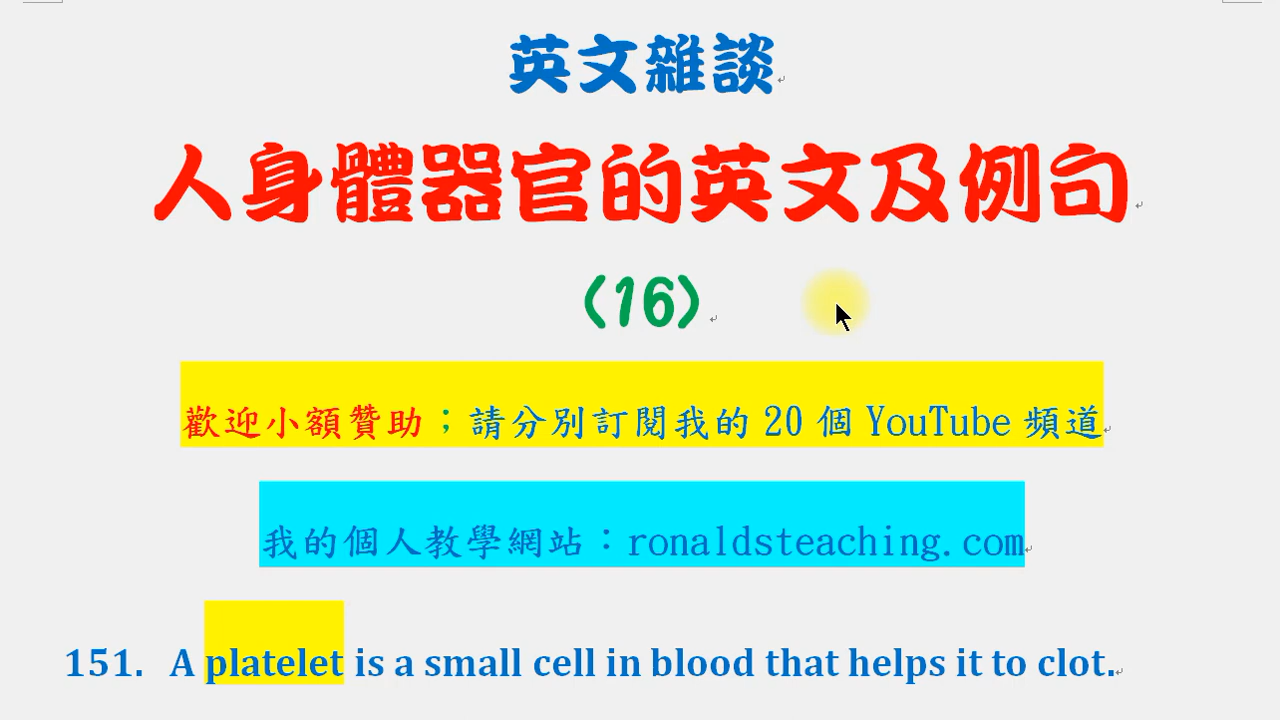 英文雜談
人身體器官的英文及例句
(16)
歡迎小額贊助；請分別訂閱我的 20 個 YouTube 頻道
我的個人教學網站：ronaldsteaching.com
151. A platelet is a small cell in blood that helps it to clot.